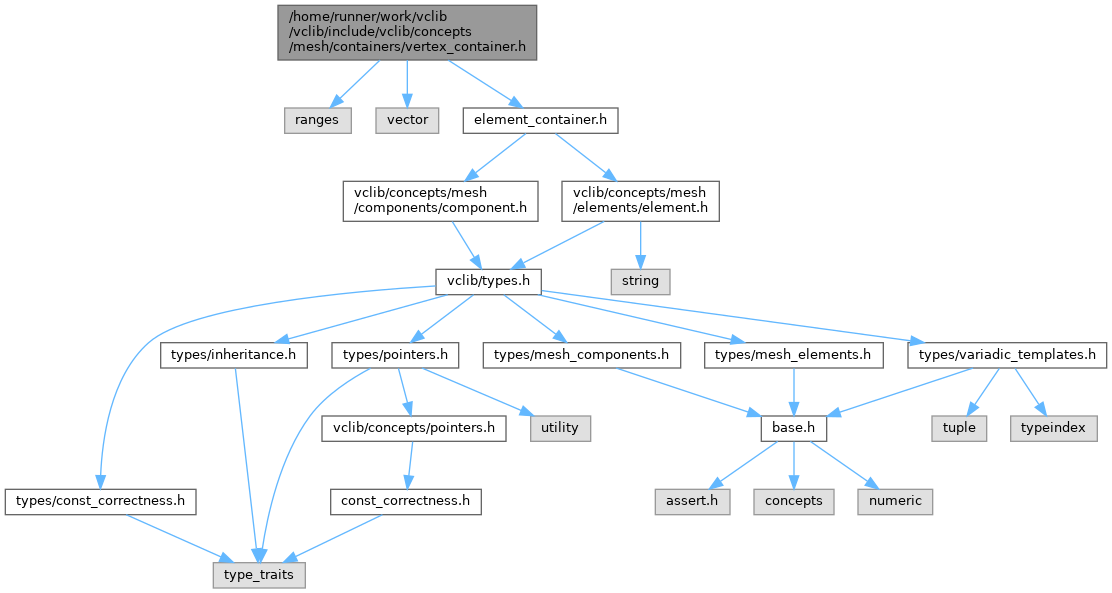 /home/runner/work/vclib
/vclib/include/vclib/concepts
/mesh/containers/vertex_container.h
ranges
vector
element_container.h
vclib/concepts/mesh
/components/component.h
vclib/concepts/mesh
/elements/element.h
vclib/types.h
string
types/inheritance.h
types/pointers.h
types/mesh_components.h
types/mesh_elements.h
types/variadic_templates.h
vclib/concepts/pointers.h
utility
base.h
tuple
typeindex
types/const_correctness.h
const_correctness.h
assert.h
concepts
numeric
type_traits